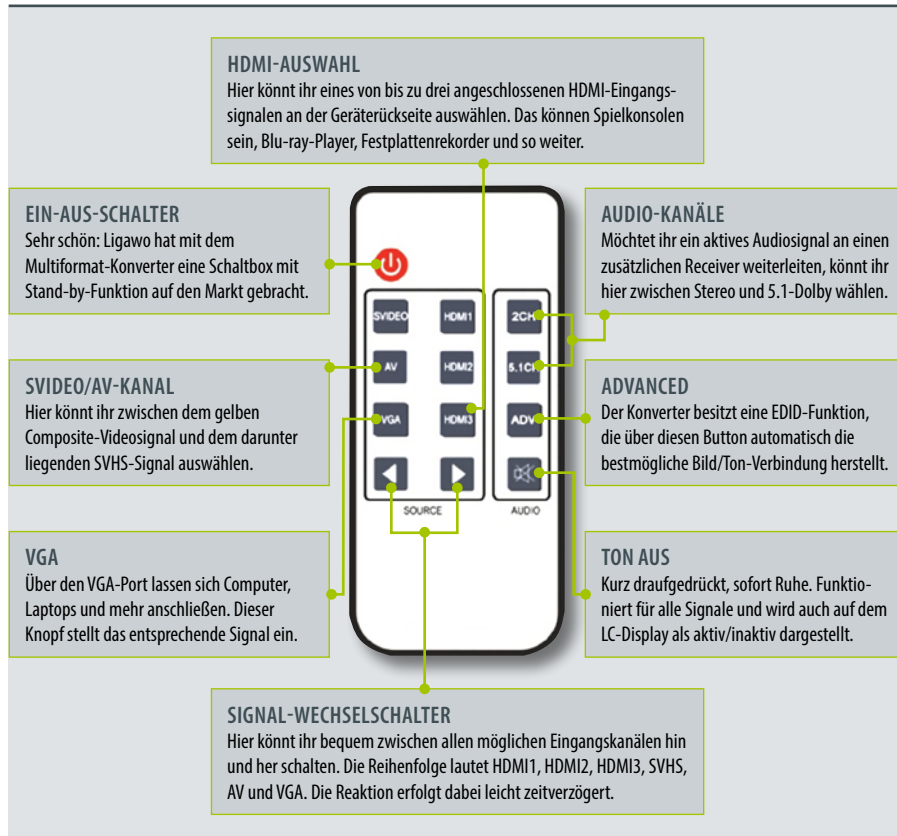 HDMI-AUSWAHL
Hier könnt ihr eines von bis zu drei angeschlossenen HDMI-Eingangs-
signalen an der Geräterückseite auswählen. Das können Spielkonsolen
sein, Blu-ray-Player, Festplattenrekorder und so weiter.
EIN-AUS-SCHALTER
Sehr schön: Ligawo hat mit dem
Multiformat-Konverter eine Schaltbox mit
Stand-by-Funktion auf den Markt gebracht.
AUDIO-KANÄLE
Möchtet ihr ein aktives Audiosignal an einen
zusätzlichen Receiver weiterleiten, könnt ihr
hier zwischen Stereo und 5.1-Dolby wählen.
SVIDEO
HDMI1
2CH
AV
HDMI2
5.1CH
VGA
HDMI3
ADV
SOURCE
AUDIO
SVIDEO/AV-KANAL
Hier könnt ihr zwischen dem gelben
Composite-Videosignal und dem darunter
liegenden SVHS-Signal auswählen.
ADVANCED
Der Konverter besitzt eine EDID-Funktion,
die über diesen Button automatisch die
bestmögliche Bild/Ton-Verbindung herstellt.
VGA
Über den VGA-Port lassen sich Computer,
Laptops und mehr anschließen. Dieser
Knopf stellt das entsprechende Signal ein.
TON AUS
Kurz draufgedrückt, sofort Ruhe. Funktio-
niert für alle Signale und wird auch auf dem
LC-Display als aktiv/inaktiv dargestellt.
SIGNAL-WECHSELSCHALTER
Hier könnt ihr bequem zwischen allen möglichen Eingangskanälen hin
und her schalten. Die Reihenfolge lautet HDMI1, HDMI2, HDMI3, SVHS,
AV und VGA. Die Reaktion erfolgt dabei leicht zeitverzögert.